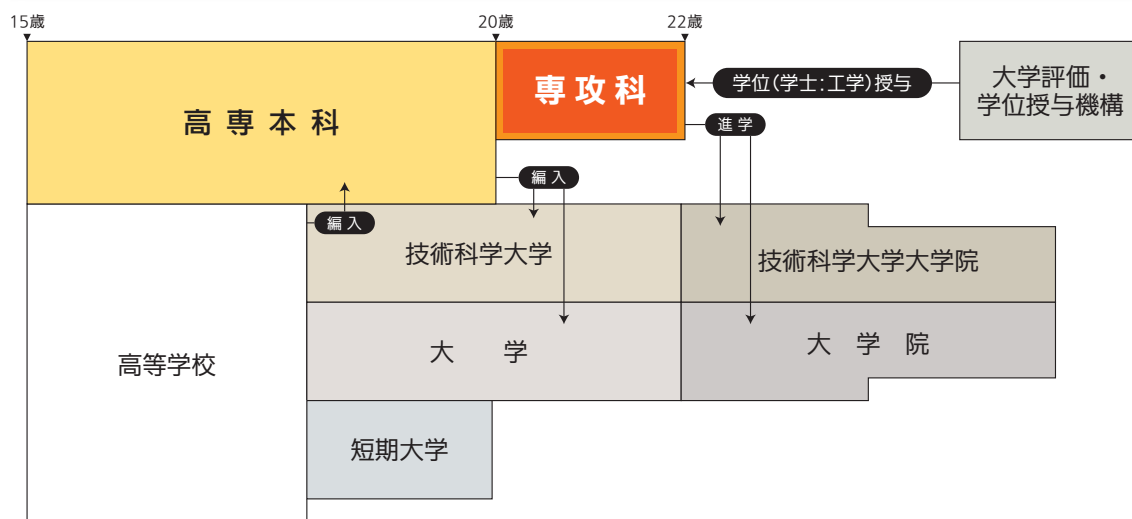 15歳
20歳
22歳
高専本科
専攻科
学位(学士:工学)授与
大学評価・
学位授与機構
進学
編入
編入
技術科学大学
技術科学大学大学院
高等学校
大学
大学院
短期大学